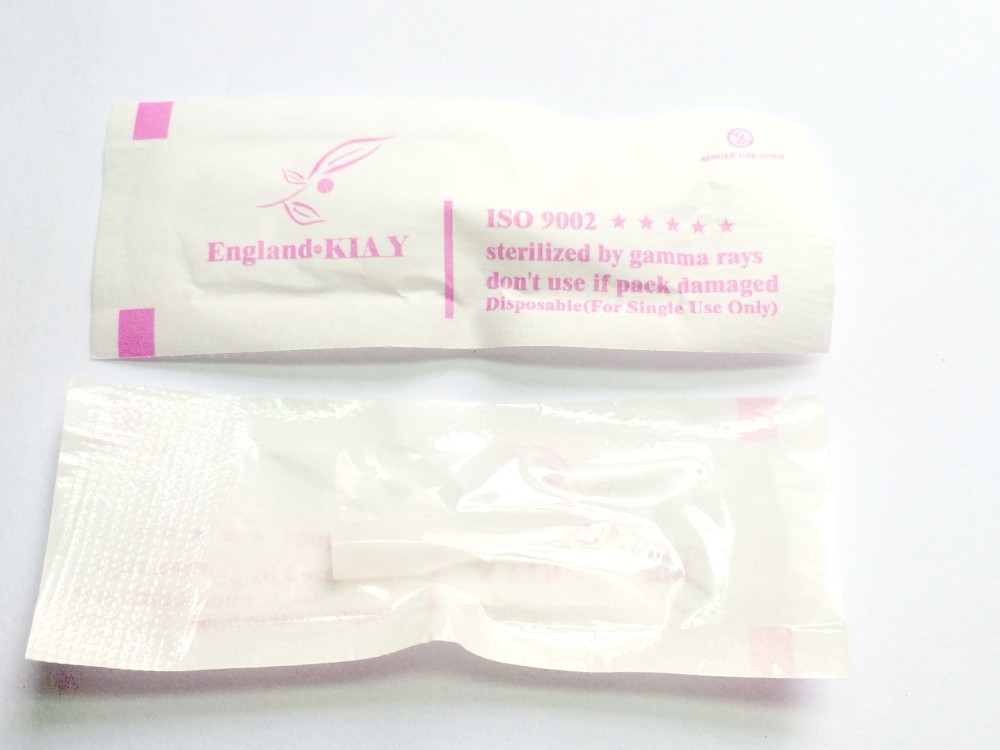 SINGLE USE ONLY
England•KIA Y
ISO 9002 ★★★★★
sterilized by gamma rays
don't use if pack damaged
Disposable(For Single Use Only)